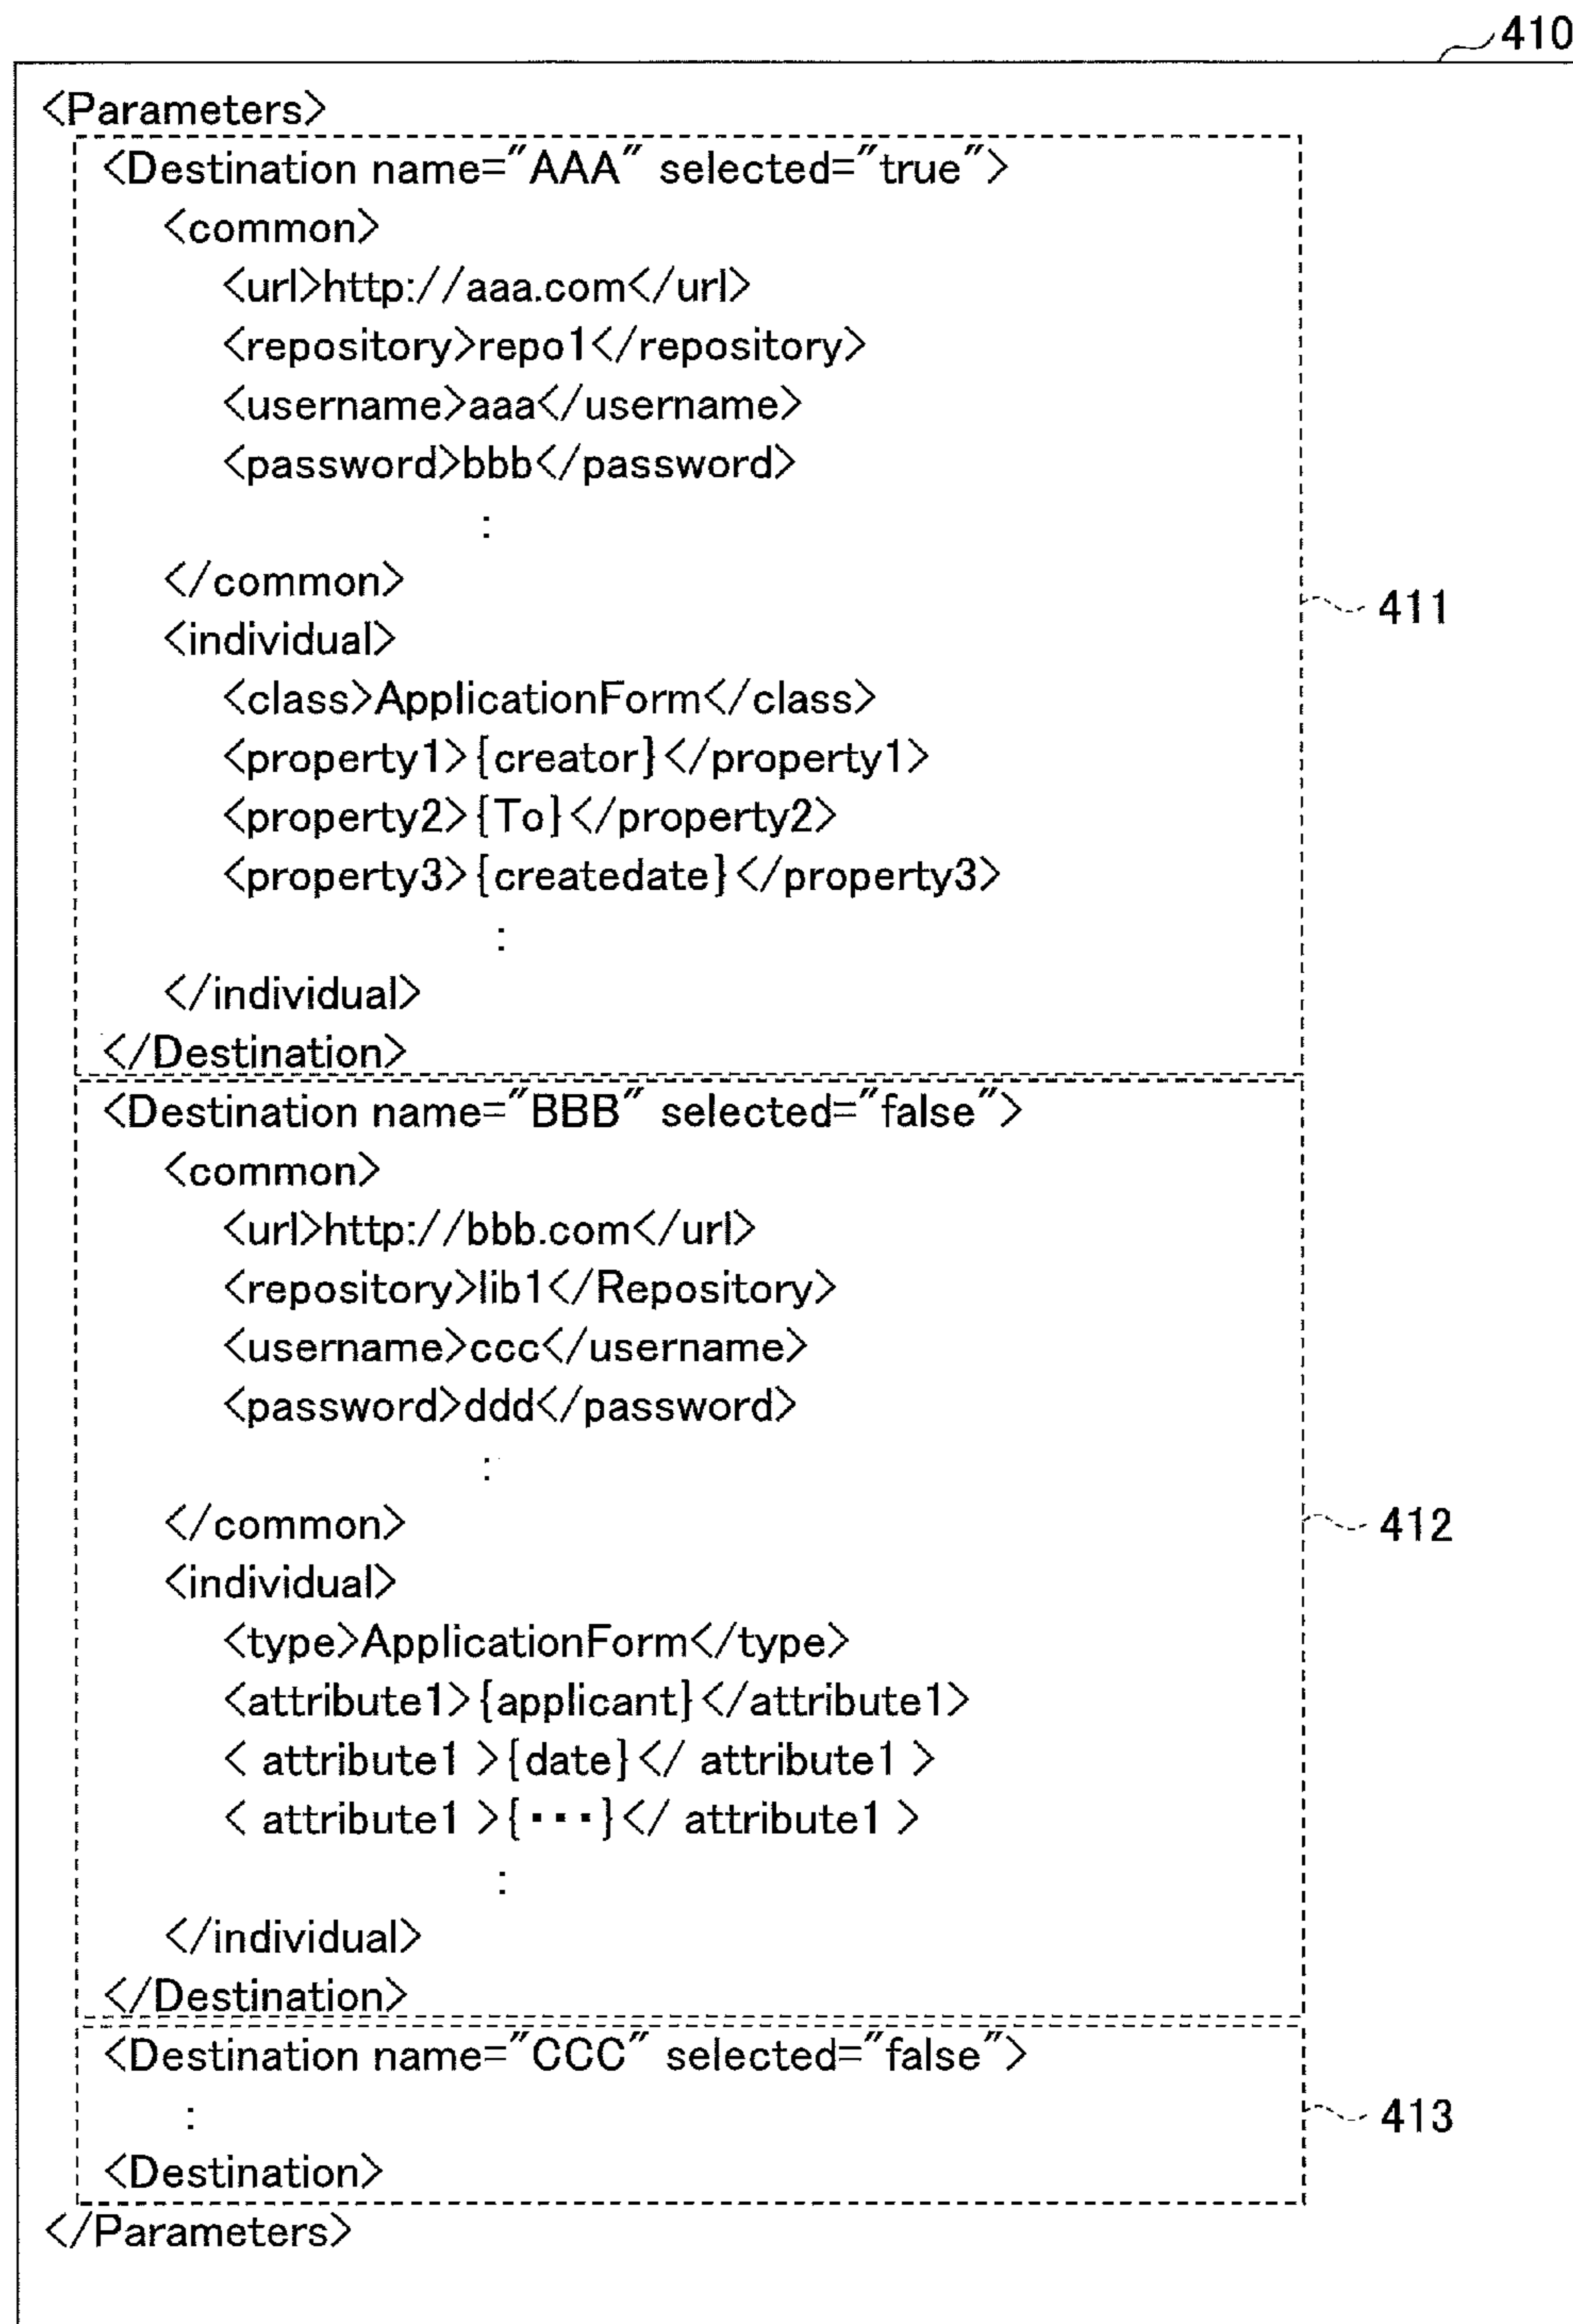 410
<Parameters>
<Destination name="AAA" selected="true">
<common>
<url>http://aaa.com</url>
<repository>repo1</repository>
<username>aaa</username>
<password>bbb</password>
:
</common>
<individual>
411
<class>ApplicationForm</class>
<property1>{creator}</property1>
<property2>{To}</property2>
<property3>{createdate}</property3>
:
</individual>
</Destination>
<Destination name="BBB" selected="false">
<common>
<url>http://bbb.com</url>
<repository>lib1</Repository>
<username>ccc</username>
<password>ddd</password>
:
</common>
412
<individual>
<type>ApplicationForm</type>
<attribute1>{applicant}</attribute1>
< attribute1 >{date}</ attribute1 >
< attribute1 >{▪▪▪}</ attribute1 >
:
</individual>
</Destination>
<Destination name="CCC" selected="false">
:
413
<Destination>
</Parameters>